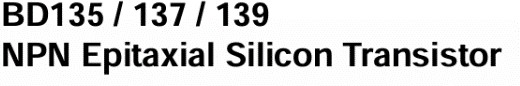 BD135 / 137 / 139
NPN Epitaxial Silicon Transistor